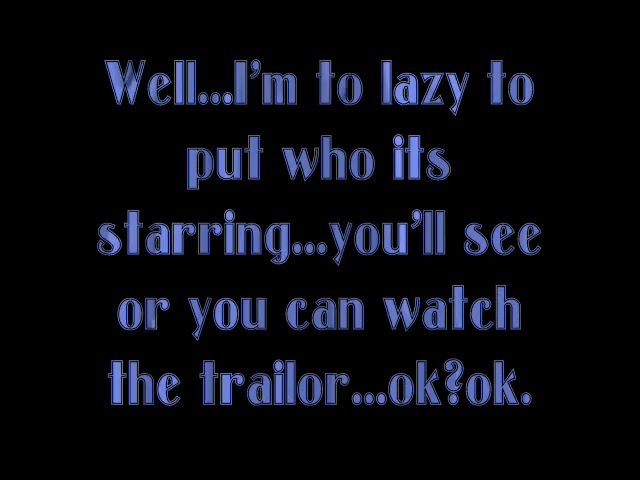 Well...I'm to lazy to
put who its
starring...you'll see
or you can watch
the trailor...ok?ok.